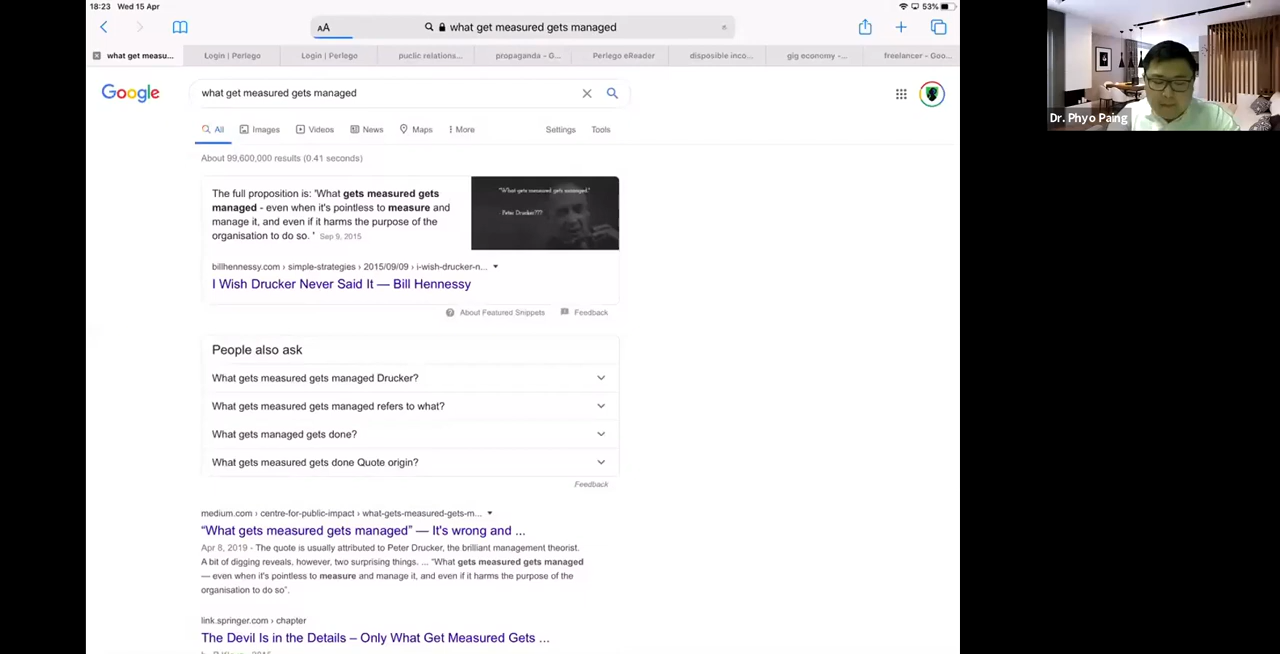 18:23 Wed 15 Apr
53%
AA
what get measured gets managed
what get measu...
Login | Perlego
Login | Perlego
puclic relations...
propaganda - G...
Perlego eReader
disposible inco...
gig economy -...
freelancer - Goo...
Google
what get measured gets managed
All
Images
Videos
News
Maps
More
Settings
Tools
About 99,600,000 results (0.41 seconds)
The full proposition is: 'What gets measured gets
managed - even when it's pointless to measure and
manage it, and even if it harms the purpose of the
organisation to do so. ' Sep 9, 2015
"What gets measured gets managed."
Peter Drucker???
billhennessy.com › simple-strategies › 2015/09/09 › i-wish-drucker-n...
I Wish Drucker Never Said It — Bill Hennessy
About Featured Snippets
Feedback
People also ask
What gets measured gets managed Drucker?
What gets measured gets managed refers to what?
What gets managed gets done?
What gets measured gets done Quote origin?
Feedback
medium.com › centre-for-public-impact › what-gets-measured-gets-m...
“What gets measured gets managed” — It's wrong and ...
Apr 8, 2019 - The quote is usually attributed to Peter Drucker, the brilliant management theorist.
A bit of digging reveals, however, two surprising things. ... "What gets measured gets managed
— even when it's pointless to measure and manage it, and even if it harms the purpose of the
organisation to do so".
link.springer.com › chapter
The Devil Is in the Details – Only What Get Measured Gets ...
Dr. Phyo Paing